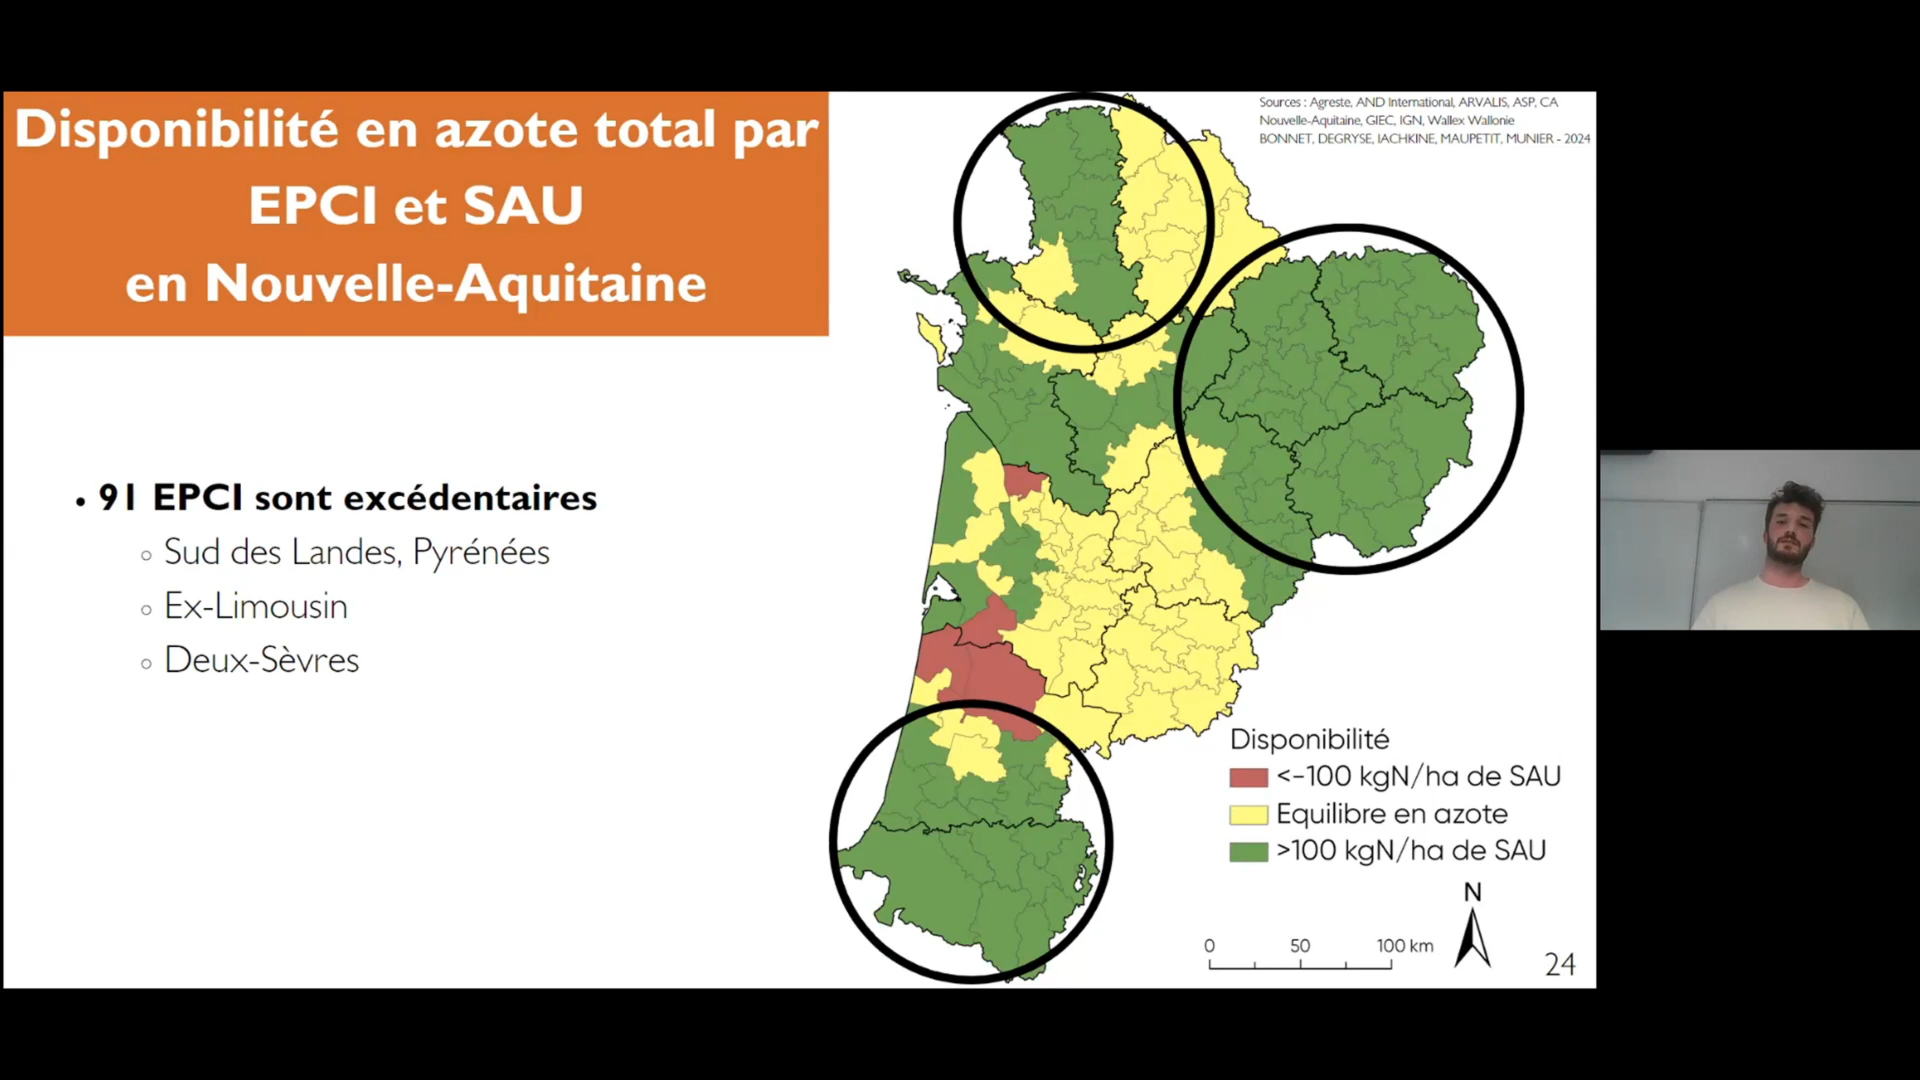 Disponibilité en azote total par
EPCI et SAU
en Nouvelle-Aquitaine
Sources : Agreste, AND International, ARVALIS, ASP, CA
Nouvelle-Aquitaine, GIEC, IGN, Wallex Wallonie
BONNET, DEGRYSE, IACHKINE, MAUPETIT, MUNIER - 2024
• 91 EPCI sont excédentaires
◦ Sud des Landes, Pyrénées
◦ Ex-Limousin
◦ Deux-Sèvres
Disponibilité
<-100 kgN/ha de SAU
Equilibre en azote
>100 kgN/ha de SAU
N
0 50 100 km
24